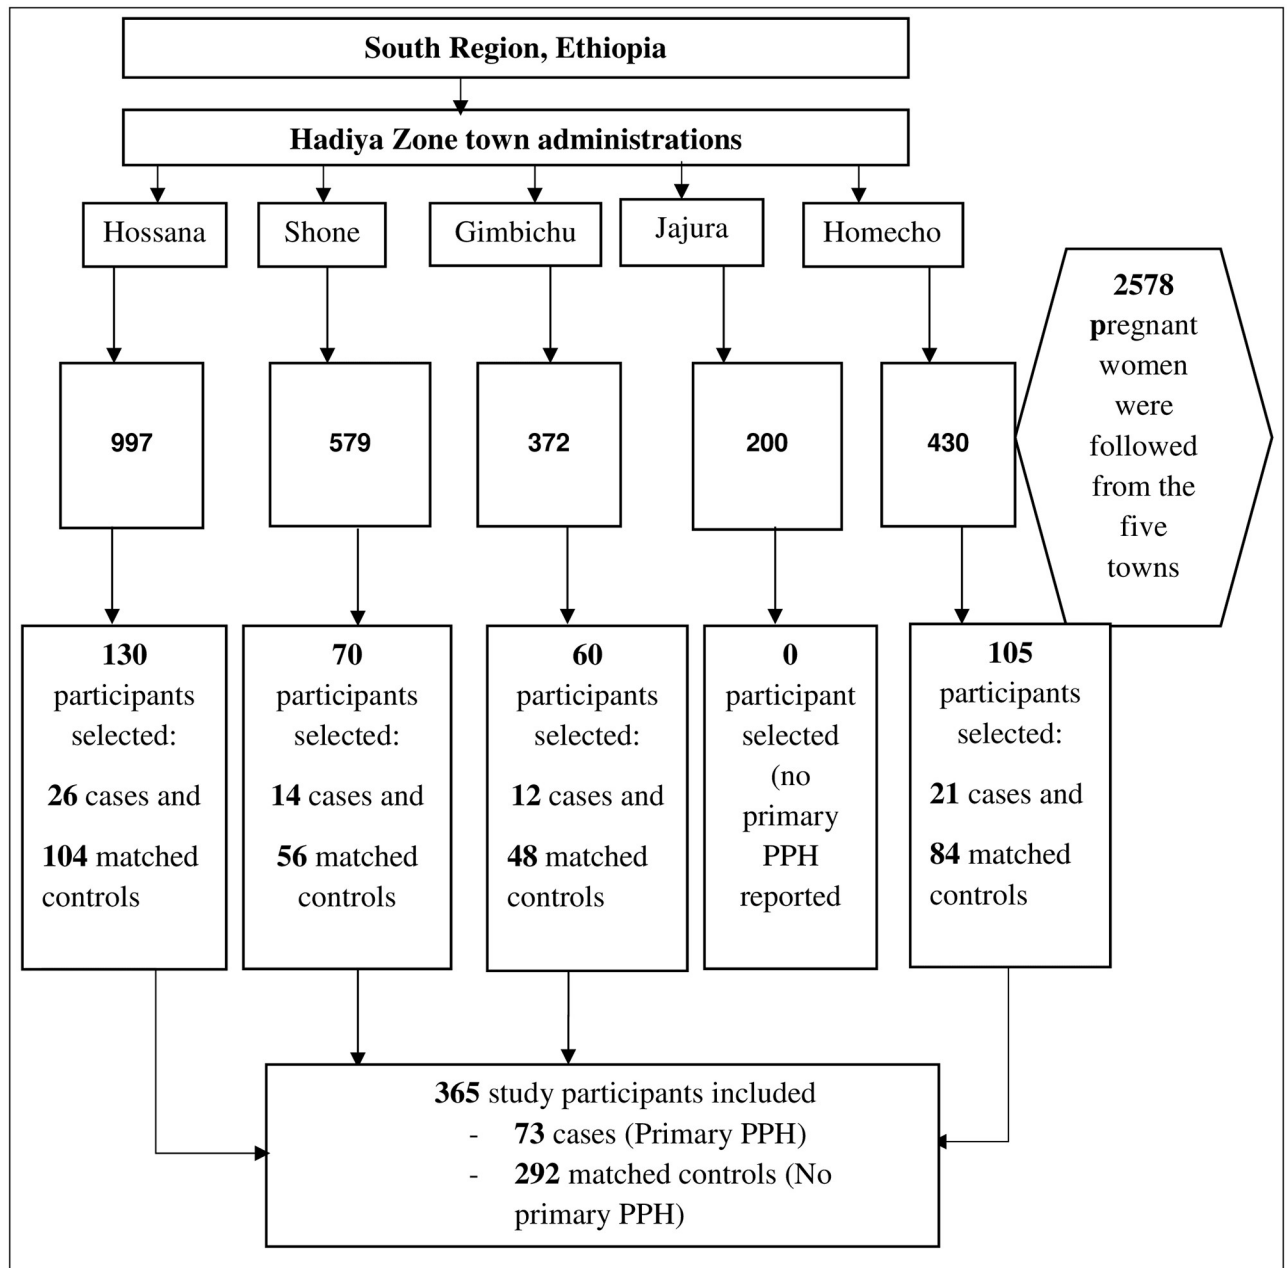 South Region, Ethiopia
Hadiya Zone town administrations
Hossana
Shone
Gimbichu
Jajura
Homecho
2578
pregnant
women
were
followed
from the
five
towns
997
579
372
200
430
130
participants
selected:
26 cases and
104 matched
controls
70
participants
selected:
14 cases and
56 matched
controls
60
participants
selected:
12 cases and
48 matched
controls
0
participant
selected
(no
primary
PPH
reported
105
participants
selected:
21 cases and
84 matched
controls
365 study participants included
- 73 cases (Primary PPH)
- 292 matched controls (No
primary PPH)